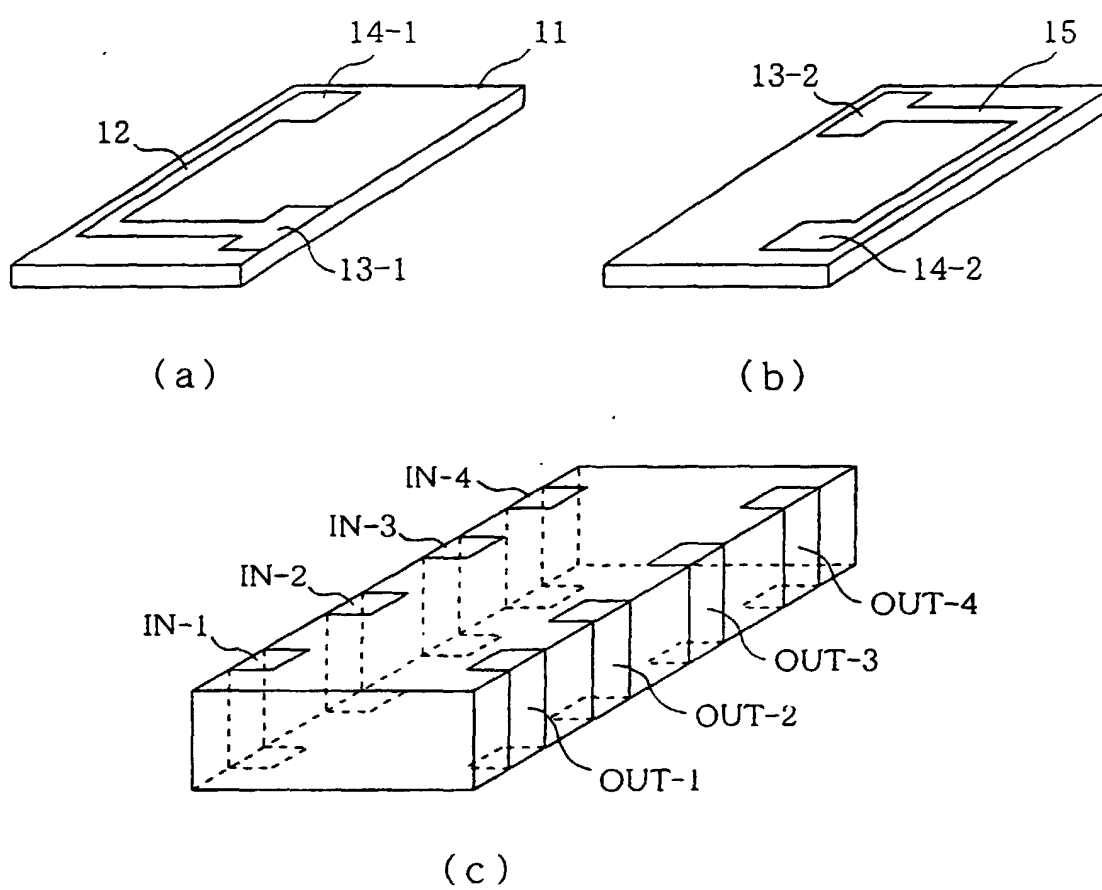 14-1
11
15
13-2
12
13-1
14-2
(a)
(b)
IN-4
IN-3
IN-2
IN-1
OUT-4
OUT-3
OUT-2
OUT-1
(c)